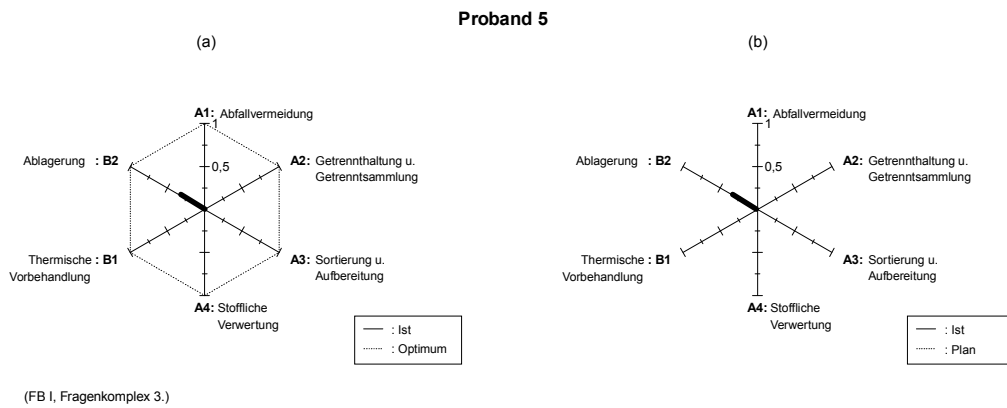 Proband 5
(a)
A1: Abfallvermeidung
1
0,5
A2: Getrennthaltung u.
Getrenntsammlung
A3: Sortierung u.
Aufbereitung
A4: Stoffliche
Verwertung
Thermische : B1
Vorbehandlung
Ablagerung : B2
: Ist
: Optimum
(b)
A1: Abfallvermeidung
1
0,5
A2: Getrennthaltung u.
Getrenntsammlung
A3: Sortierung u.
Aufbereitung
A4: Stoffliche
Verwertung
Thermische : B1
Vorbehandlung
Ablagerung : B2
: Ist
: Plan
(FB I, Fragenkomplex 3.)